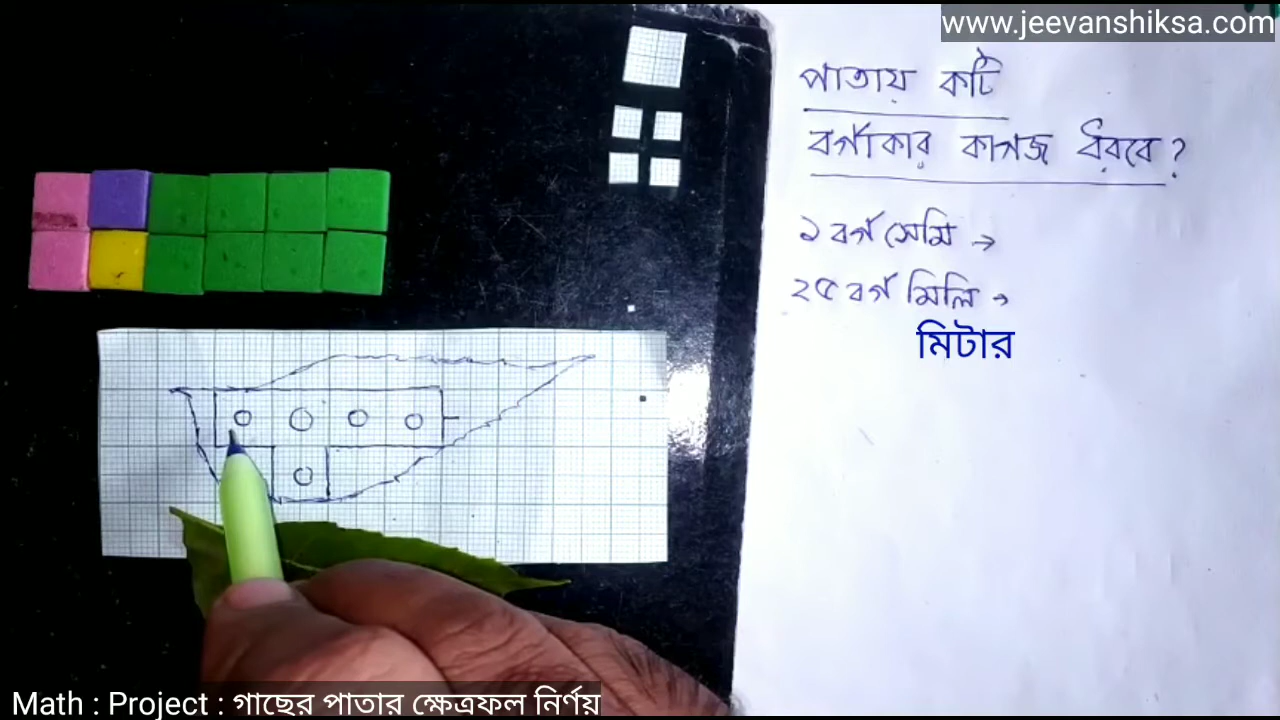 www.jeevanshiksa.com
পাতায় কটি
বর্গাকার কাগজ ধরবে?
১ বর্গ সেমি →
২৫ বর্গ মিলি →
মিটার
Math : Project : গাছের পাতার ক্ষেত্রফল নির্ণয়